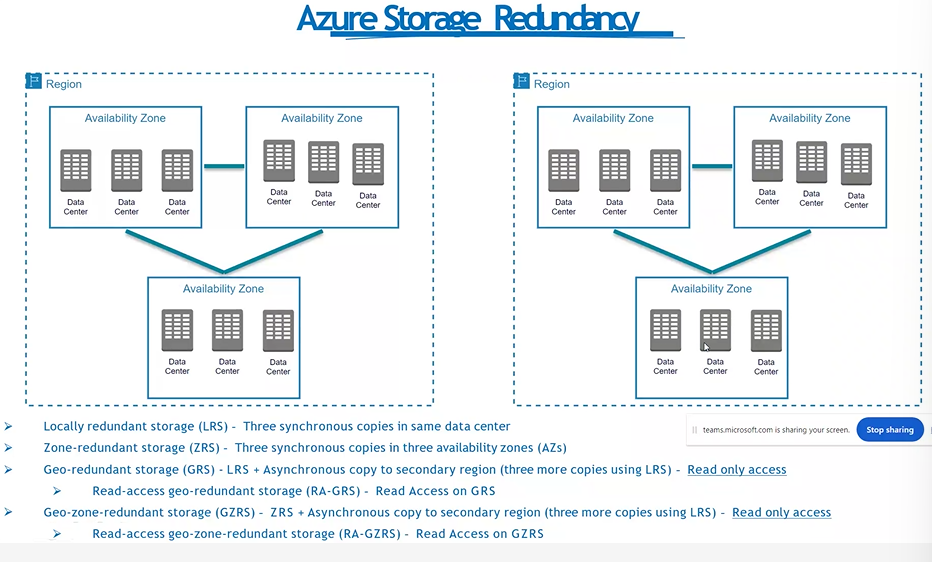 Azure Storage Redundancy
Region
Availability Zone
Data Center
Data Center
Data Center
Availability Zone
Data Center
Data Center
Data Center
Availability Zone
Data Center
Data Center
Data Center
Region
Availability Zone
Data Center
Data Center
Data Center
Availability Zone
Data Center
Data Center
Data Center
Availability Zone
Data Center
Data Center
Data Center
Locally redundant storage (LRS) - Three synchronous copies in same data center
teams.microsoft.com is sharing your screen.
Stop sharing
Zone-redundant storage (ZRS) - Three synchronous copies in three availability zones (AZs)
Geo-redundant storage (GRS) - LRS + Asynchronous copy to secondary region (three more copies using LRS) - Read only access
Read-access geo-redundant storage (RA-GRS) - Read Access on GRS
Geo-zone-redundant storage (GZRS) - ZRS + Asynchronous copy to secondary region (three more copies using LRS) - Read only access
Read-access geo-zone-redundant storage (RA-GZRS) - Read Access on GZRS